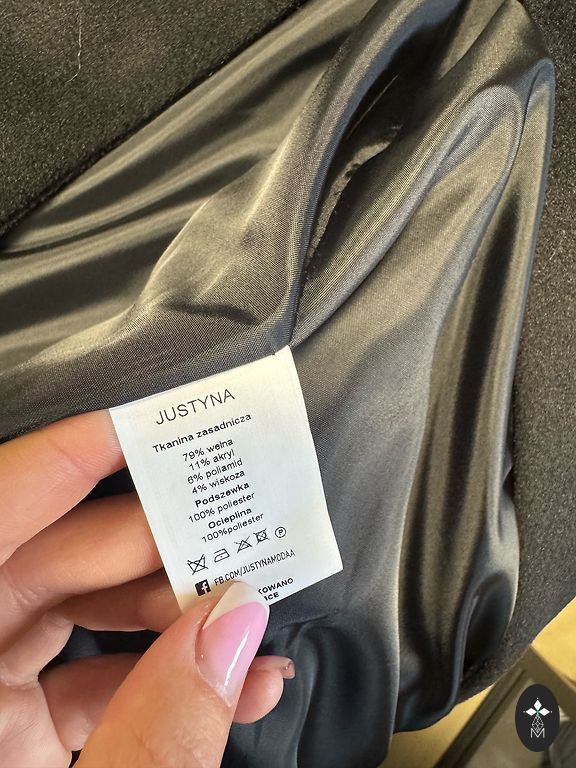 JUSTYNA
Tkanina zasadnicza
79% wełna
11% akryl
6% poliamid
4% wiskoza
Podszewka
100% poliester
Ocieplina
100%poliester
P
f FB.COM/JUSTYNAMODAA
M